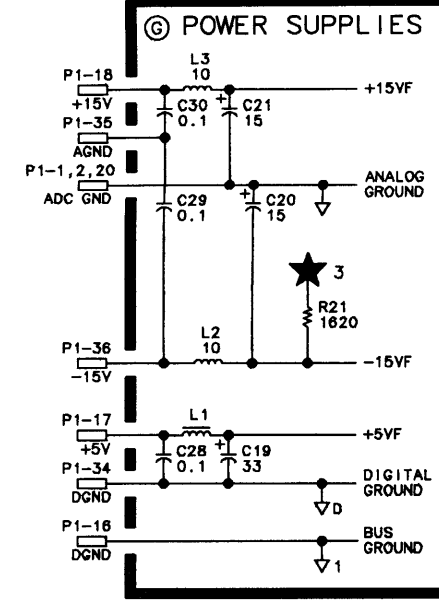 G POWER SUPPLIES
L3
10
P1-18
+15V
+15VF
C30
0.1
+
C21
15
P1-35
AGND
P1-1,2,20
ADC GND
ANALOG
GROUND
C29
0.1
+
C20
15
3
R21
1620
L2
10
P1-36
-15V
-15VF
L1
P1-17
+5V
+5VF
C28
0.1
+
C19
33
P1-34
DGND
DIGITAL
GROUND
D
P1-16
DGND
BUS
GROUND
1